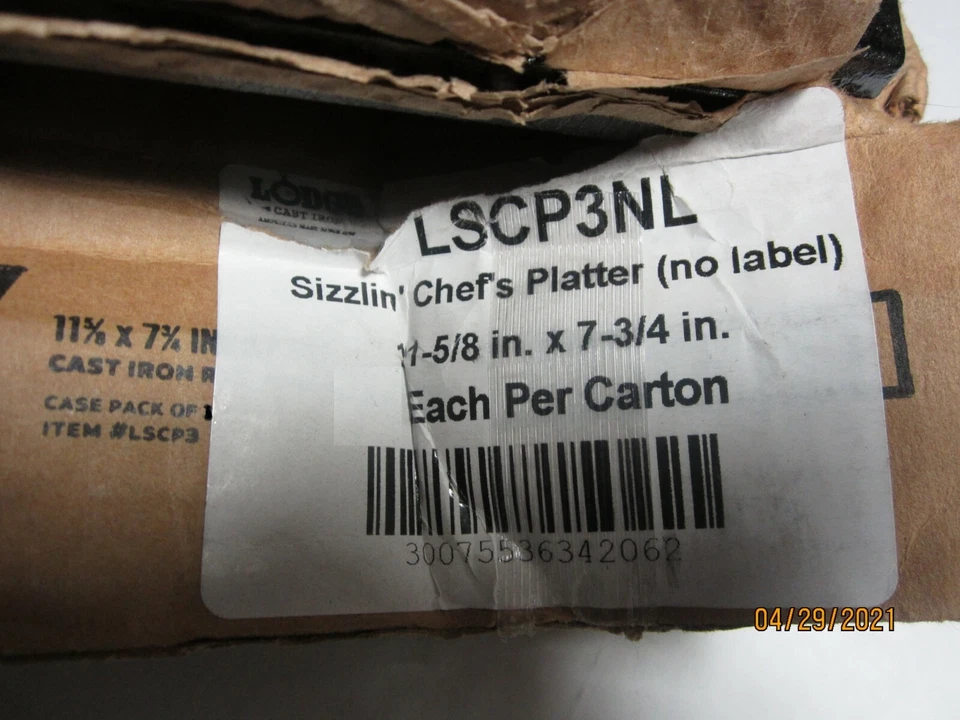 LODGE
CAST IRON
LSCP3NL
Sizzlin' Chef's Platter (no label)
11-5/8 in. x 7-3/4 in.
Each Per Carton
30075536342062
11⅝ x 7¾ IN
CAST IRON R
CASE PACK OF 1
ITEM #LSCP3
04/29/2021